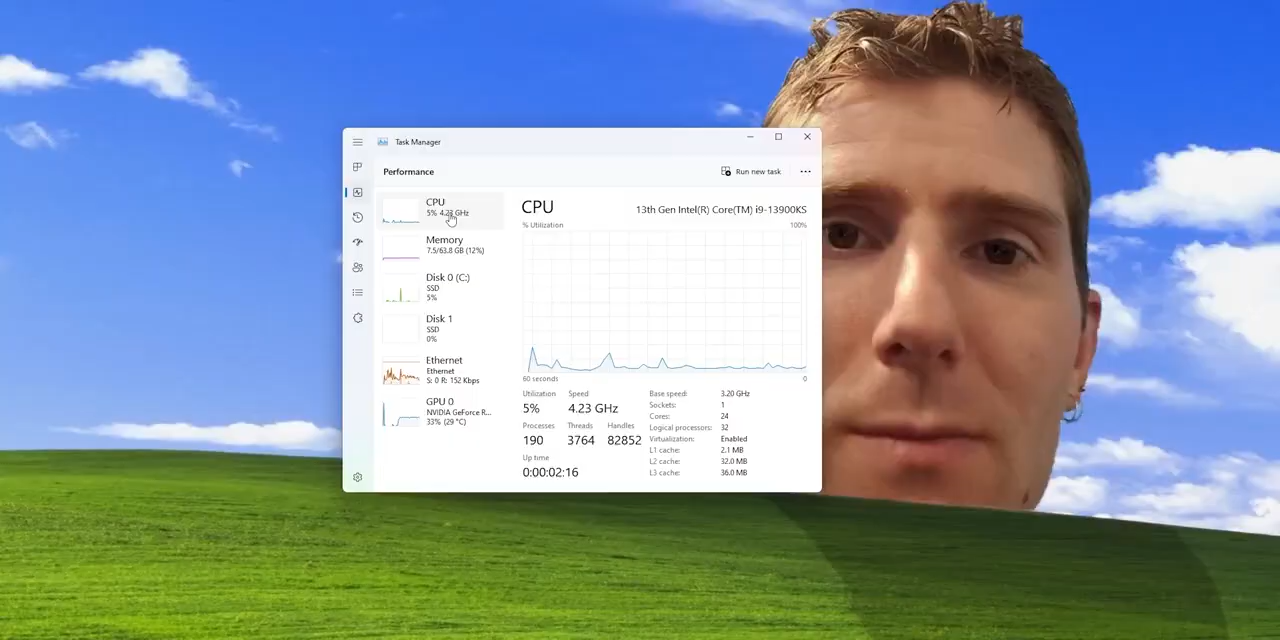 Task Manager
Performance
Run new task
CPU
5% 4.23 GHz
Memory
7.5/63.8 GB (12%)
Disk 0 (C:)
SSD
5%
Disk 1
SSD
0%
Ethernet
Ethernet
S: 0 R: 152 Kbps
GPU 0
NVIDIA GeForce R...
33% (29 °C)
CPU
13th Gen Intel(R) Core(TM) i9-13900KS
% Utilization
100%
60 seconds
0
Utilization
Speed
5%
4.23 GHz
Processes
Threads
Handles
190
3764
82852
Up time
0:00:02:16
Base speed: 3.20 GHz
Sockets: 1
Cores: 24
Logical processors: 32
Virtualization: Enabled
L1 cache: 2.1 MB
L2 cache: 32.0 MB
L3 cache: 36.0 MB